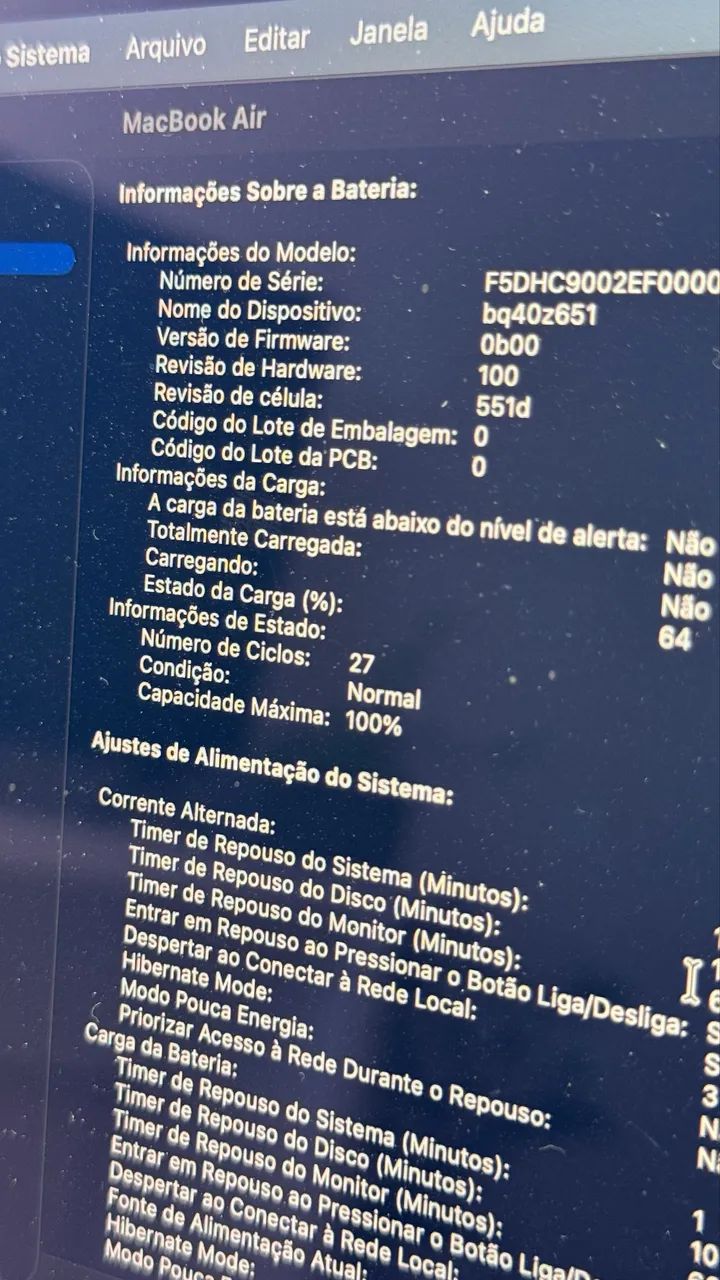 Sistema Arquivo Editar Janela Ajuda
MacBook Air
Informações Sobre a Bateria:
Informações do Modelo:
Número de Série: F5DHC9002EF0000
Nome do Dispositivo: bq40z651
Versão de Firmware: 0b00
Revisão de Hardware: 100
Revisão de célula: 551d
Código do Lote de Embalagem: 0
Código do Lote da PCB: 0
Informações da Carga:
A carga da bateria está abaixo do nível de alerta: Não
Totalmente Carregada: Não
Carregando: Não
Estado da Carga (%): 64
Informações de Estado:
Número de Ciclos: 27
Condição: Normal
Capacidade Máxima: 100%
Ajustes de Alimentação do Sistema:
Corrente Alternada:
Timer de Repouso do Sistema (Minutos):
Timer de Repouso do Disco (Minutos):
Timer de Repouso do Monitor (Minutos):
Entrar em Repouso ao Pressionar o Botão Liga/Desliga:
Despertar ao Conectar à Rede Local:
Hibernate Mode: 3
Modo Pouca Energia:
Priorizar Acesso à Rede Durante o Repouso:
Carga da Bateria:
Timer de Repouso do Sistema (Minutos): 1
Timer de Repouso do Disco (Minutos): 10
Timer de Repouso do Monitor (Minutos):
Entrar em Repouso ao Pressionar o Botão Liga/D
Despertar ao Conectar à Rede Local:
Fonte de Alimentação Atual:
Hibernate Mode:
Modo Pouca